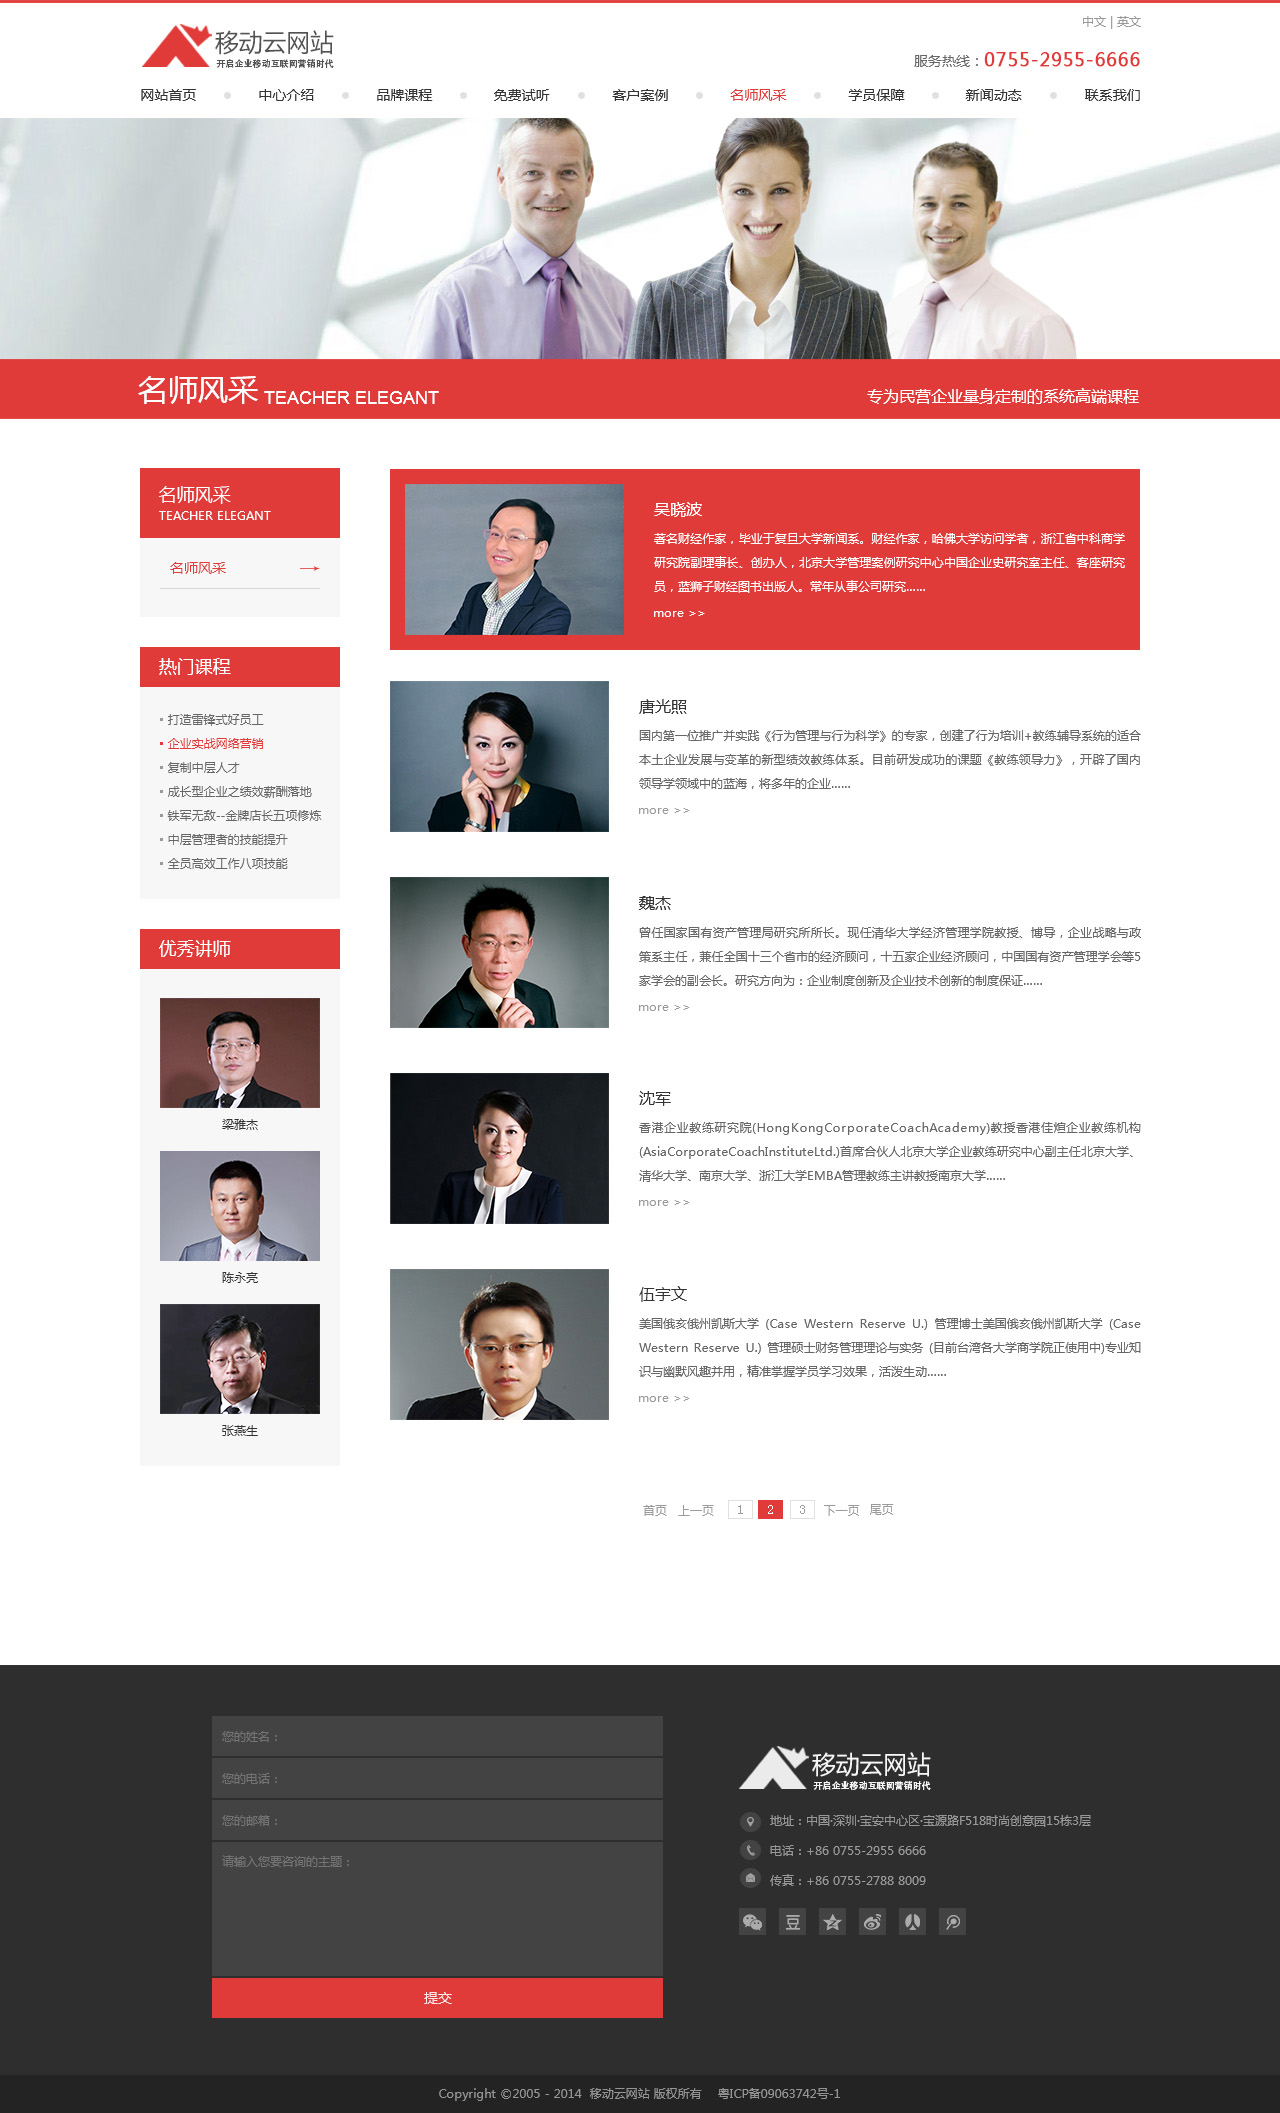 中文 | 英文
移动云网站
开启企业移动互联网营销时代
服务热线：0755-2955-6666
网站首页 中心介绍 品牌课程 免费试听 客户案例 名师风采 学员保障 新闻动态 联系我们
名师风采 TEACHER ELEGANT
专为民营企业量身定制的系统高端课程
名师风采
TEACHER ELEGANT
名师风采
热门课程
打造雷锋式好员工
企业实战网络营销
复制中层人才
成长型企业之绩效薪酬落地
铁军无敌--金牌店长五项修炼
中层管理者的技能提升
全员高效工作八项技能
优秀讲师
梁雅杰
陈永亮
张燕生
吴晓波
著名财经作家，毕业于复旦大学新闻系。财经作家，哈佛大学访问学者，浙江省中科商学
研究院副理事长、创办人，北京大学管理案例研究中心中国企业史研究室主任、客座研究
员，蓝狮子财经图书出版人。常年从事公司研究......
more >>
唐光照
国内第一位推广并实践《行为管理与行为科学》的专家，创建了行为培训+教练辅导系统的适合
本土企业发展与变革的新型绩效教练体系。目前研发成功的课题《教练领导力》，开辟了国内
领导学领域中的蓝海，将多年的企业......
more >>
魏杰
曾任国家国有资产管理局研究所所长。现任清华大学经济管理学院教授、博导，企业战略与政
策系主任，兼任全国十三个省市的经济顾问，十五家企业经济顾问，中国国有资产管理学会等5
家学会的副会长。研究方向为：企业制度创新及企业技术创新的制度保证......
more >>
沈军
香港企业教练研究院(HongKongCorporateCoachAcademy)教授香港佳煊企业教练机构
(AsiaCorporateCoachInstituteLtd.)首席合伙人北京大学企业教练研究中心副主任北京大学、
清华大学、南京大学、浙江大学EMBA管理教练主讲教授南京大学......
more >>
伍宇文
美国俄亥俄州凯斯大学 (Case Western Reserve U.) 管理博士美国俄亥俄州凯斯大学 (Case
Western Reserve U.) 管理硕士财务管理理论与实务 (目前台湾各大学商学院正使用中)专业知
识与幽默风趣并用，精准掌握学员学习效果，活泼生动......
more >>
首页 上一页 1 2 3 下一页 尾页
您的姓名：
您的电话：
您的邮箱：
请输入您要咨询的主题：
提交
移动云网站
开启企业移动互联网营销时代
地址：中国·深圳·宝安中心区·宝源路F518时尚创意园15栋3层
电话：+86 0755-2955 6666
传真：+86 0755-2788 8009
豆
Copyright ©2005 - 2014 移动云网站 版权所有 粤ICP备09063742号-1